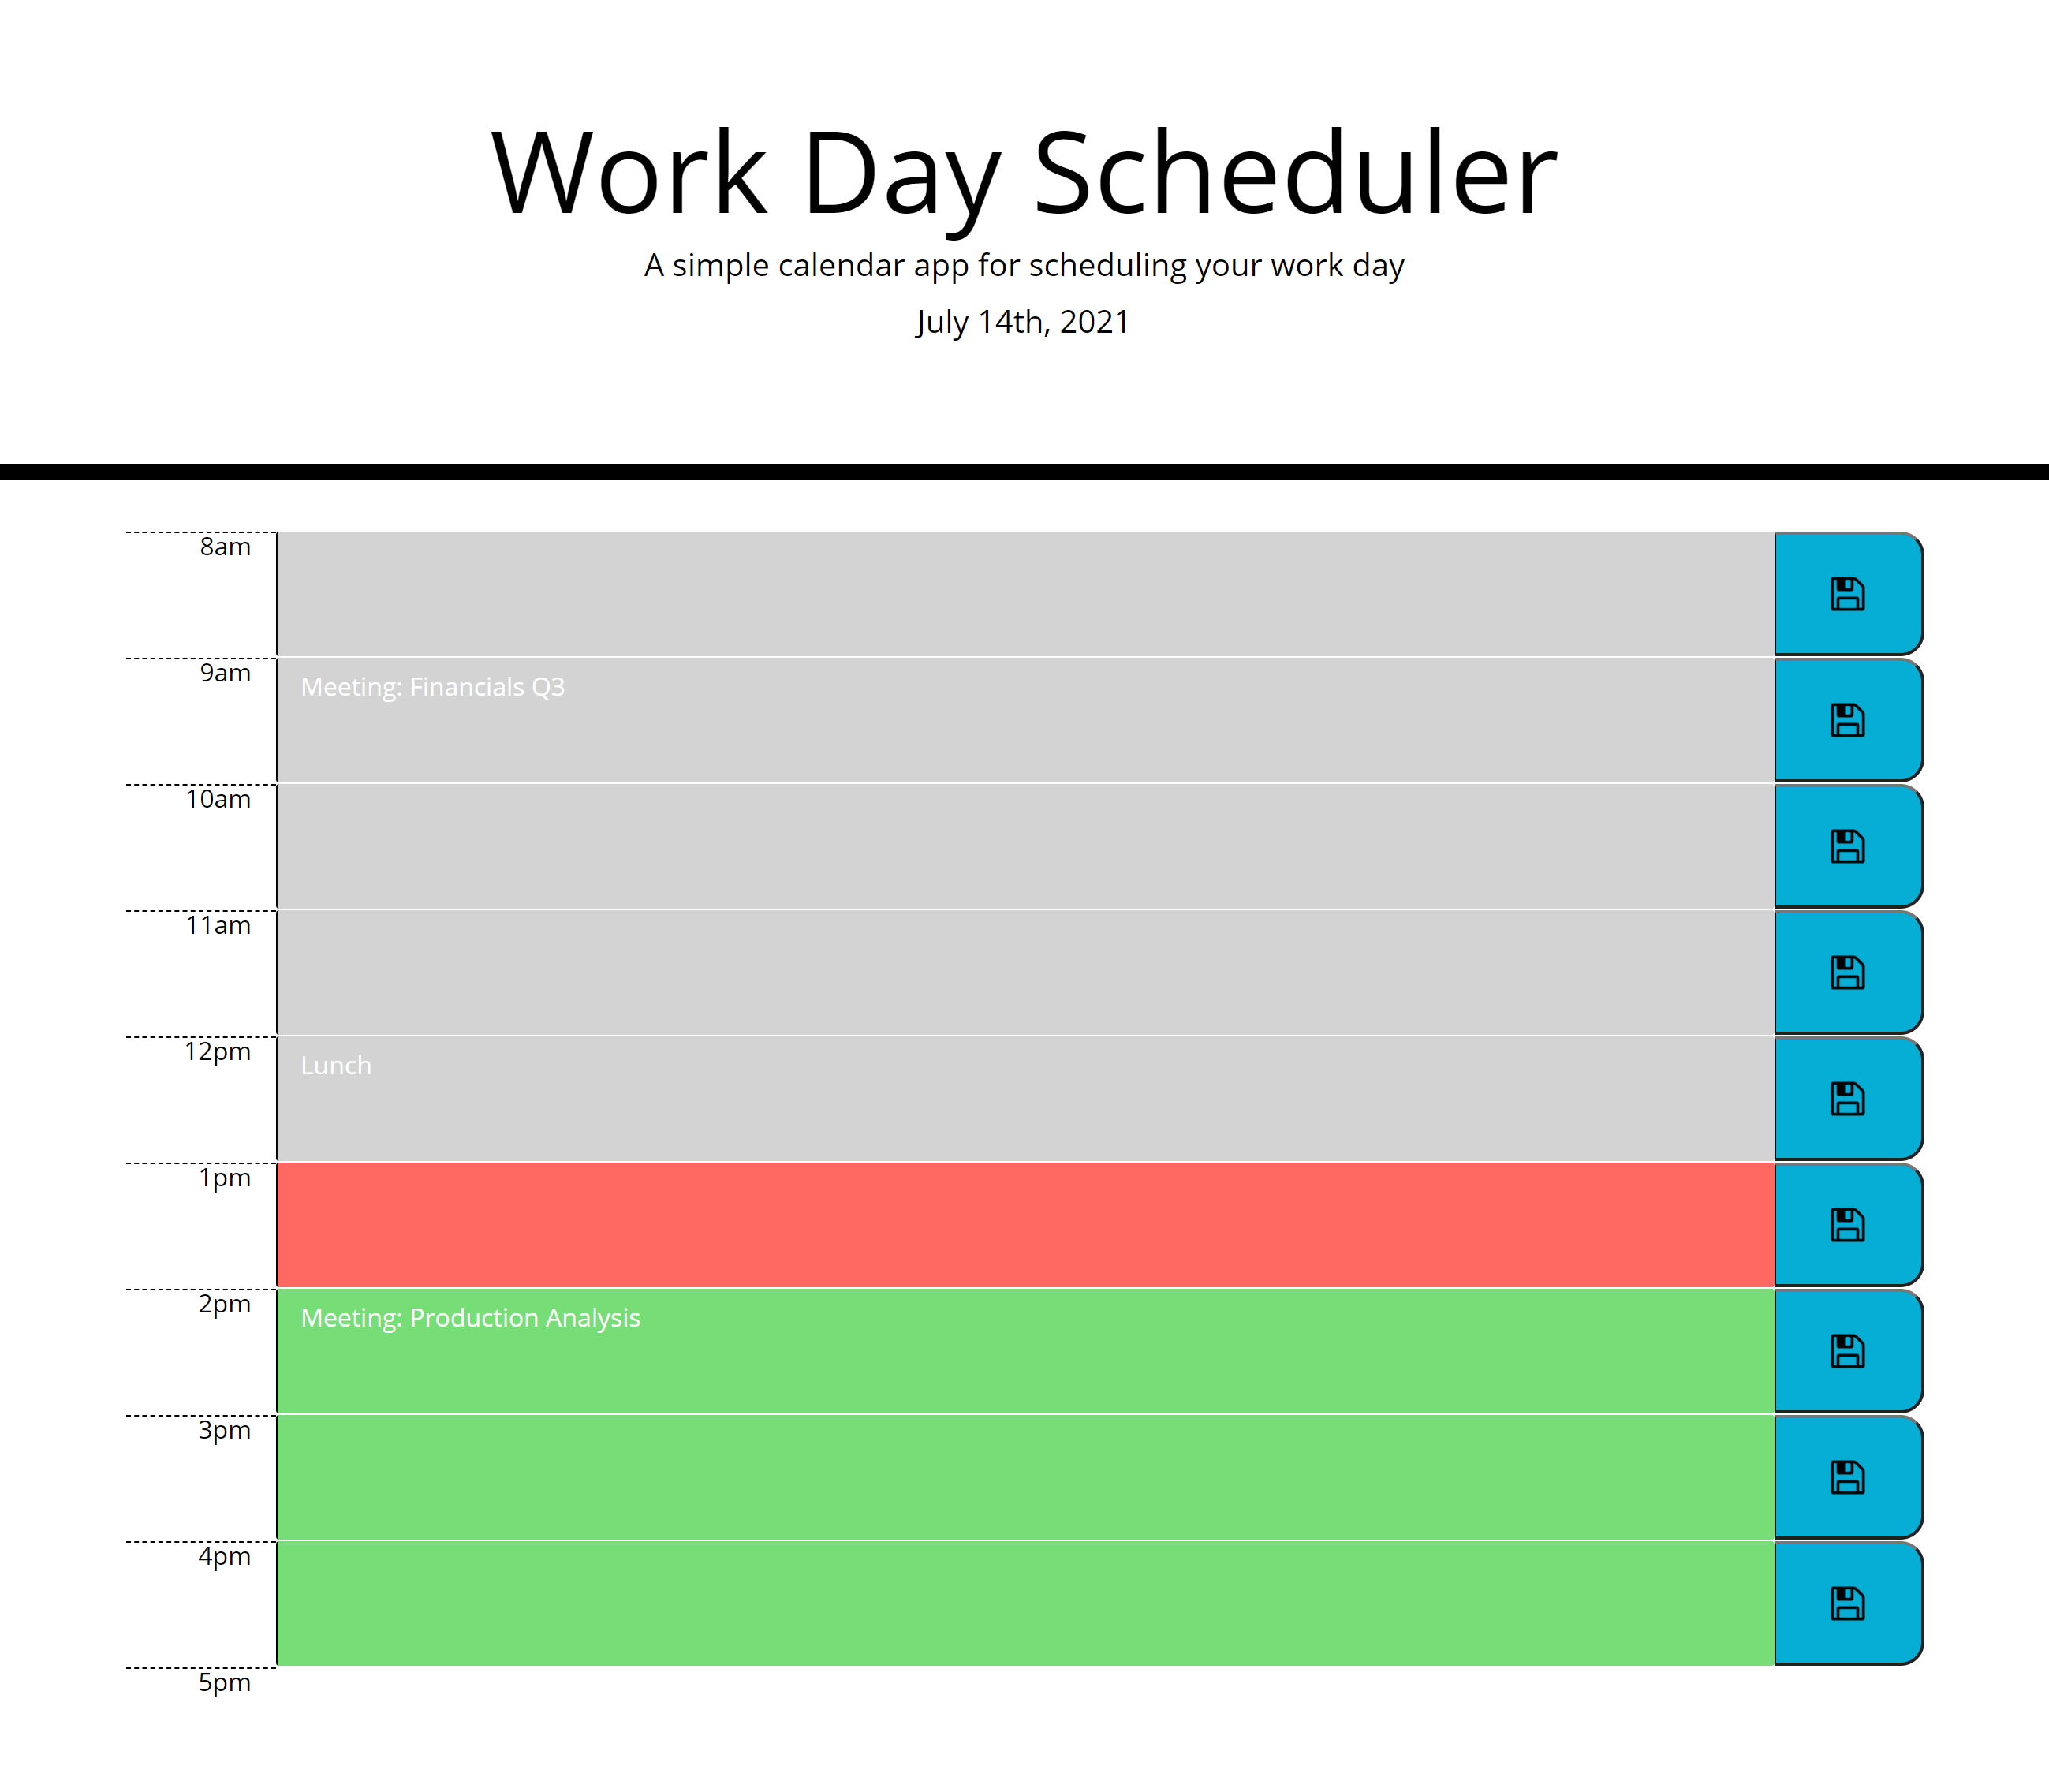 Work Day Scheduler
A simple calendar app for scheduling your work day
July 14th, 2021
8am
9am
Meeting: Financials Q3
10am
11am
12pm
Lunch
1pm
2pm
Meeting: Production Analysis
3pm
4pm
5pm